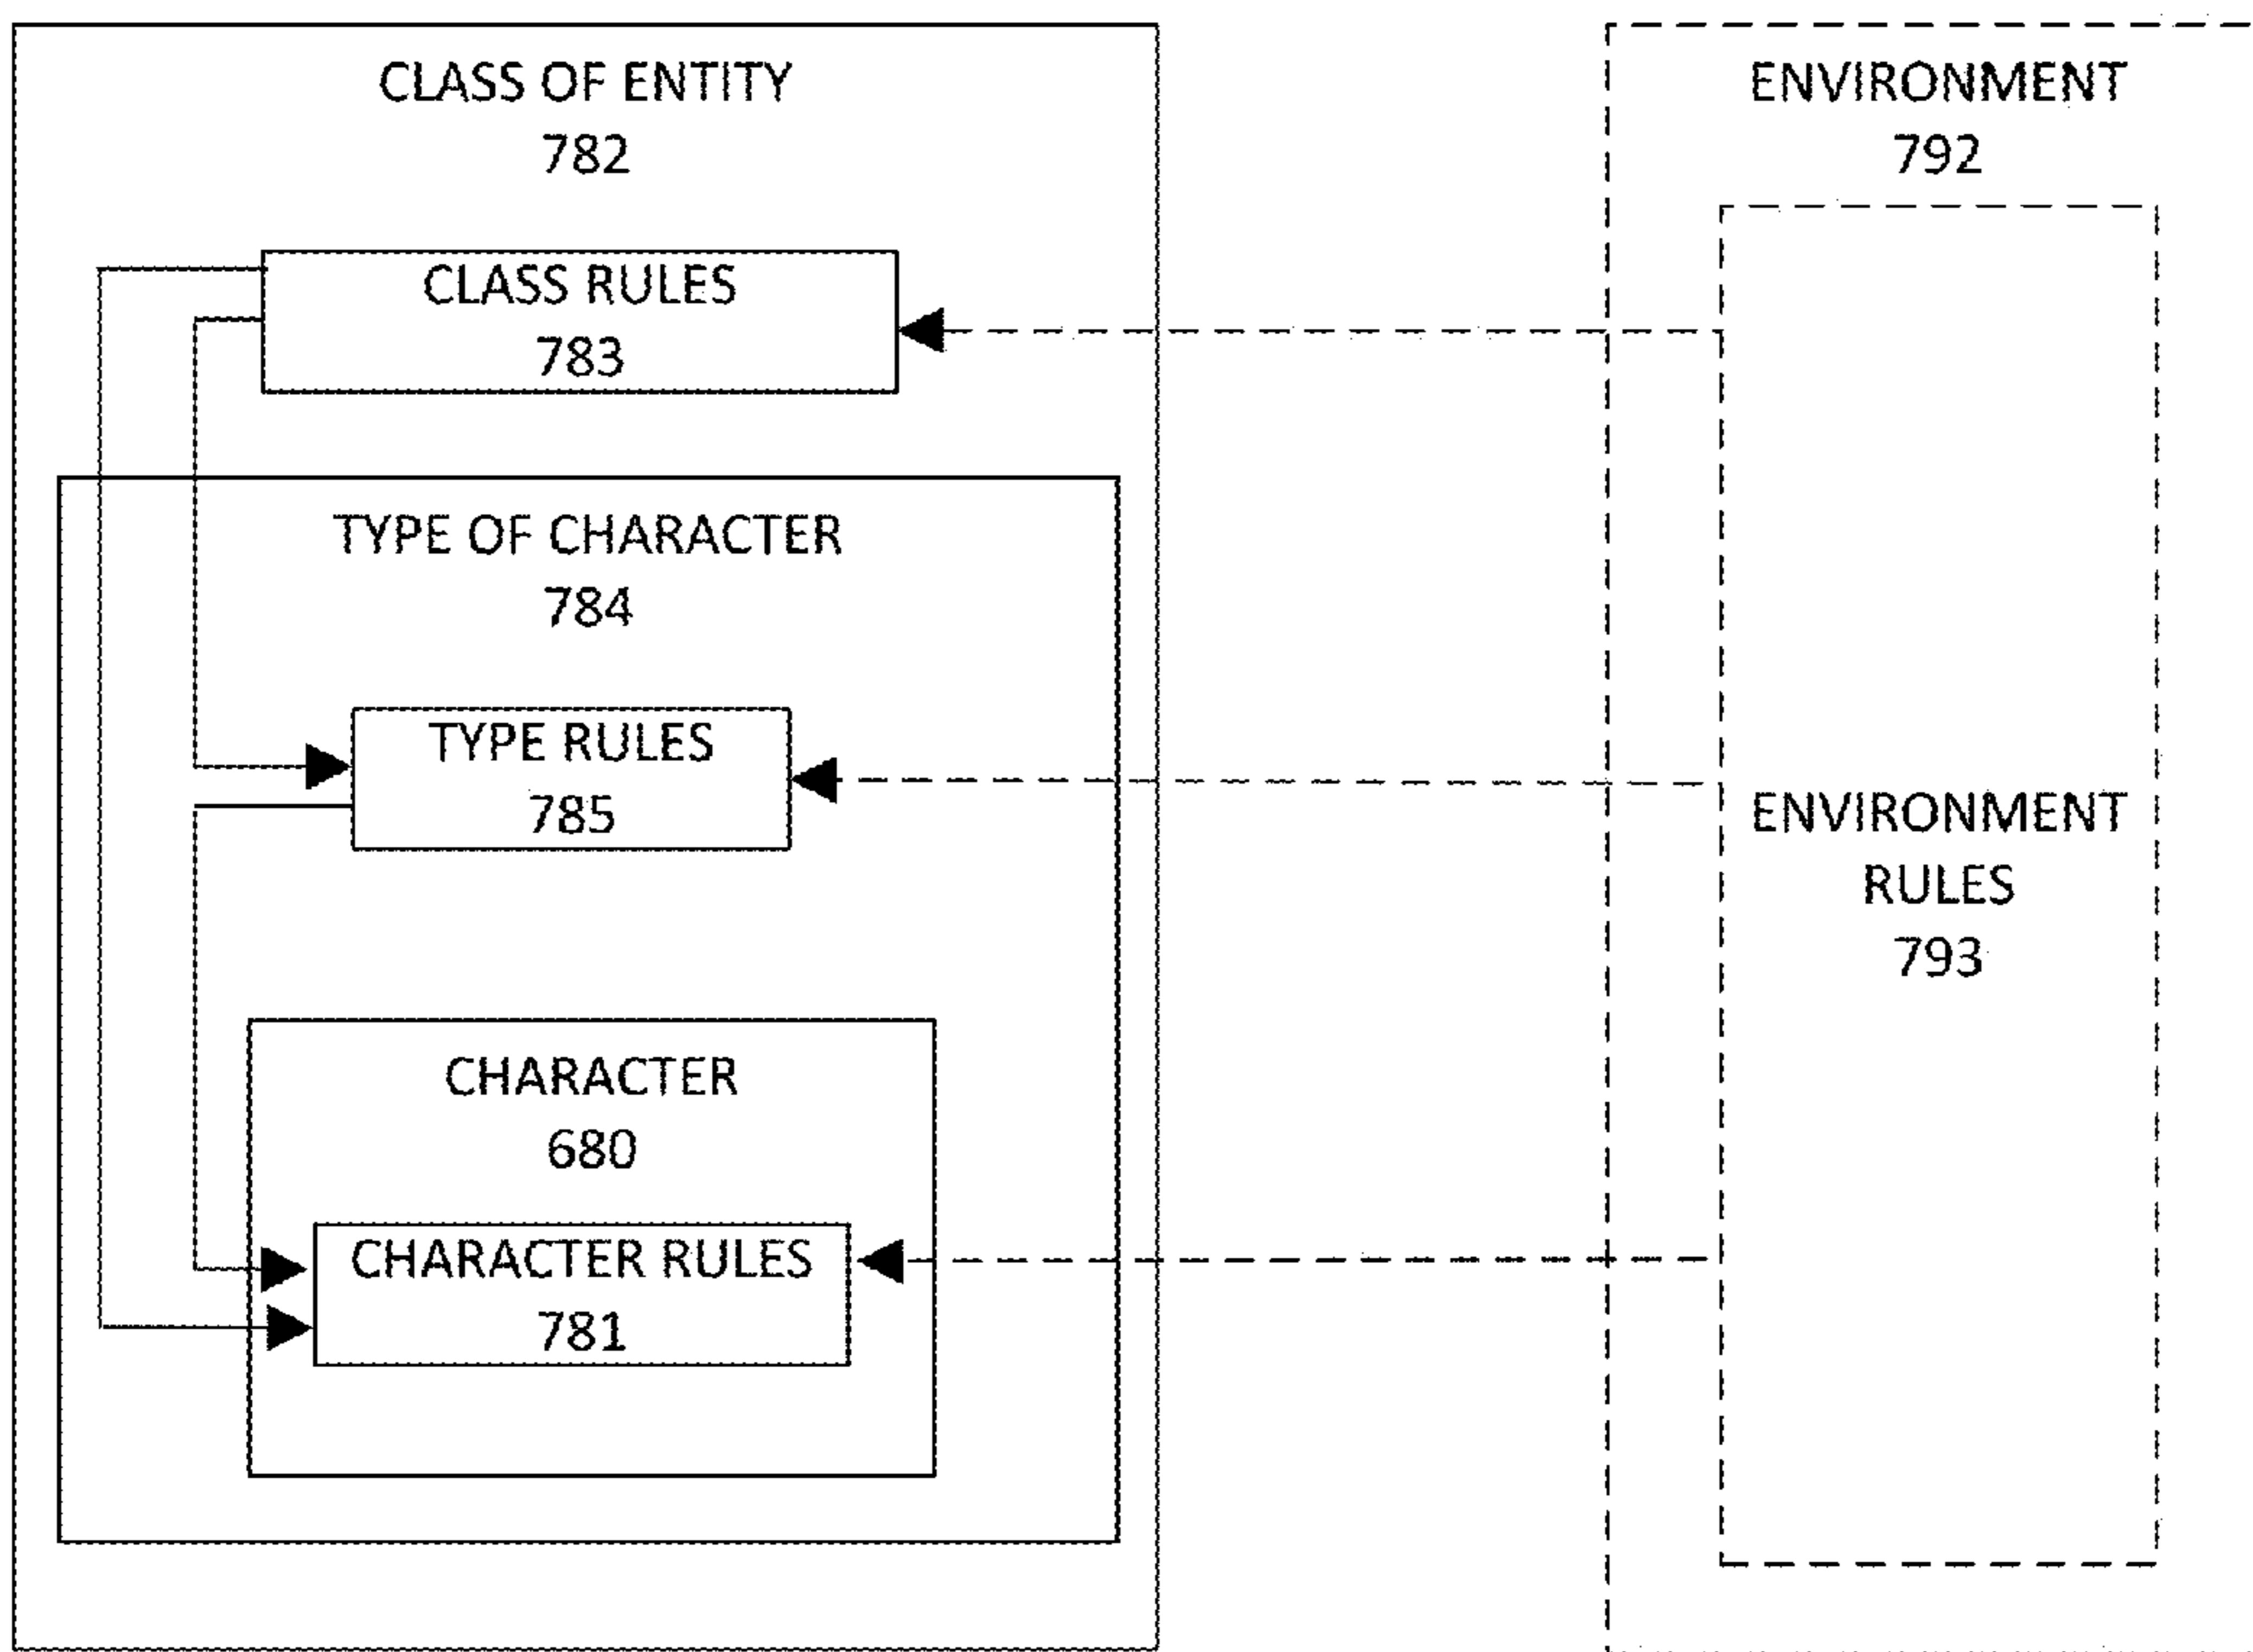 CLASS OF ENTITY
782
CLASS RULES
783
TYPE OF CHARACTER
784
TYPE RULES
785
CHARACTER
680
CHARACTER RULES
781
ENVIRONMENT
792
ENVIRONMENT
RULES
793